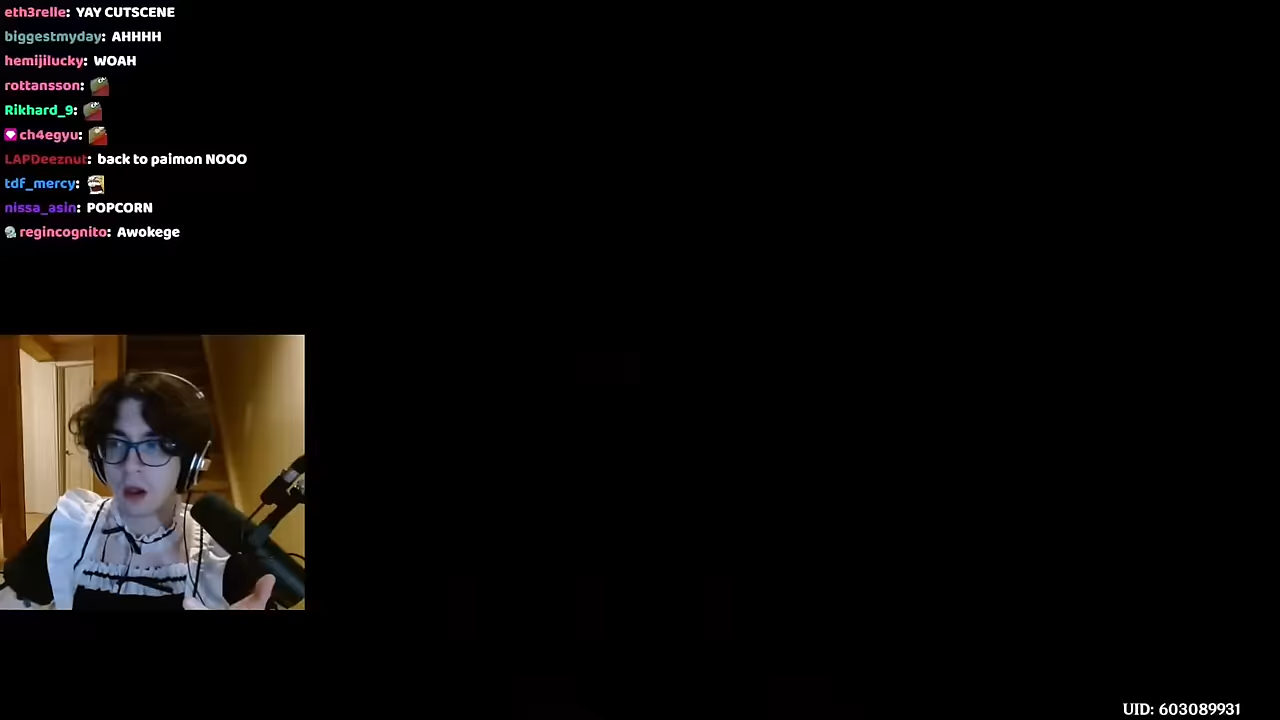 eth3relle: YAY CUTSCENE
biggestmyday: AHHHH
hemijilucky: WOAH
rottansson:
Rikhard_9:
ch4egyu:
LAPDeeznut: back to paimon NOOO
tdf_mercy:
nissa_asin: POPCORN
regincognito: Awokege
UID: 603089931